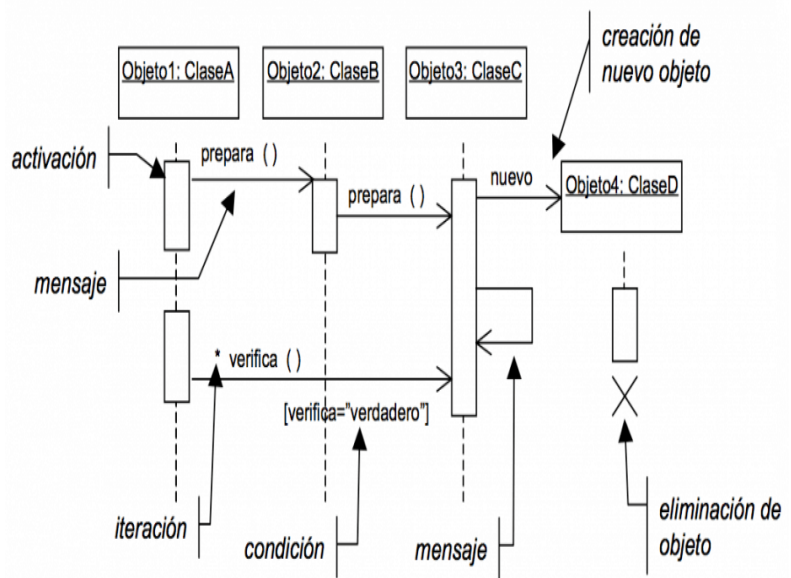 creación de
nuevo objeto
Objeto1: ClaseA
Objeto2: ClaseB
Objeto3: ClaseC
activación
prepara ( )
nuevo
Objeto4: ClaseD
prepara ( )
mensaje
* verifica ( )
[verifica="verdadero"]
iteración
condición
mensaje
eliminación de
objeto